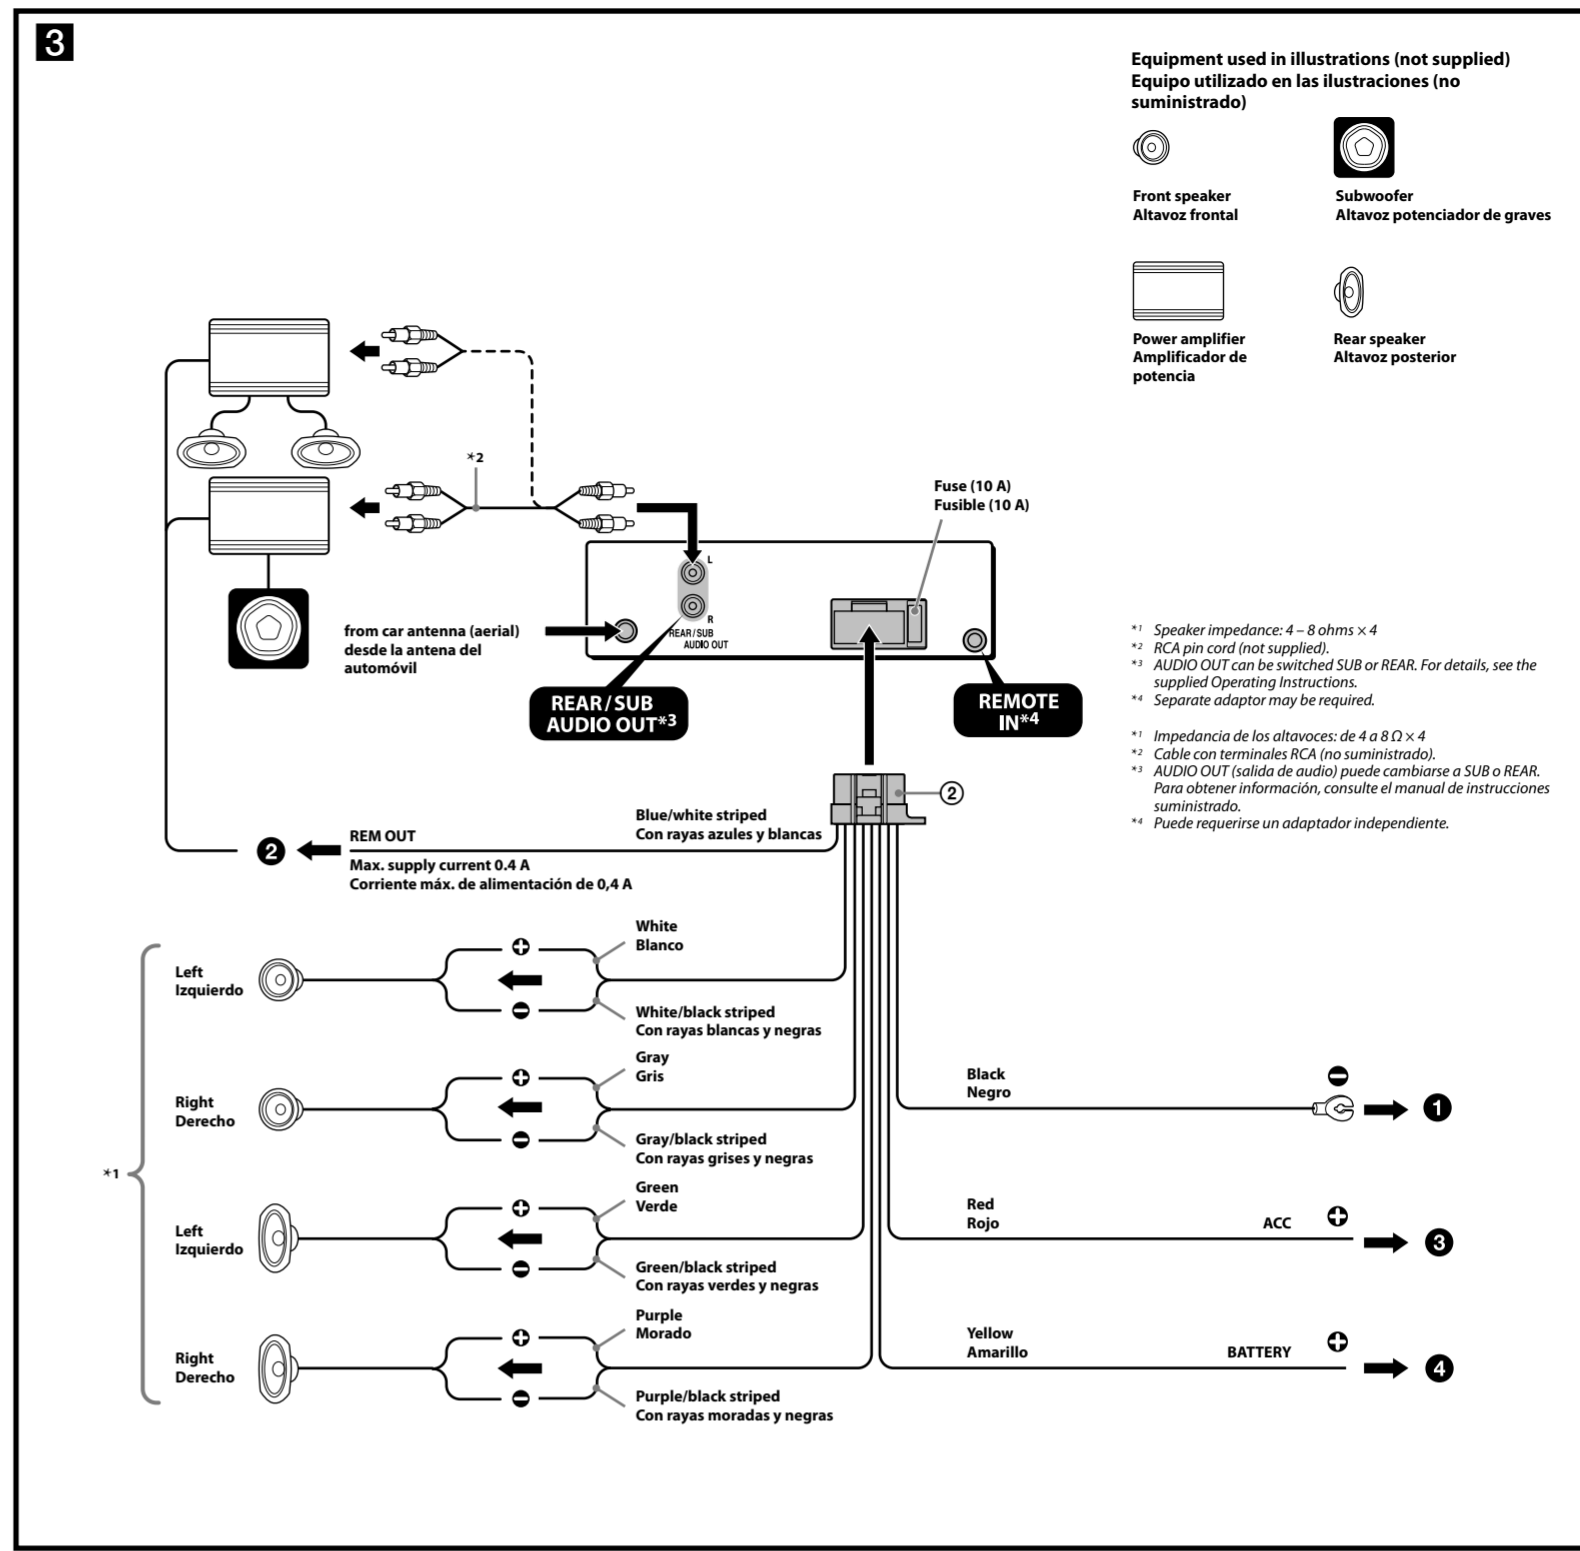 3
Equipment used in illustrations (not supplied)
Equipo utilizado en las ilustraciones (no
suministrado)
Front speaker
Altavoz frontal
Subwoofer
Altavoz potenciador de graves
Power amplifier
Amplificador de
potencia
Rear speaker
Altavoz posterior
*2
Fuse (10 A)
Fusible (10 A)
L
R
REAR/SUB
AUDIO OUT
from car antenna (aerial)
desde la antena del
automóvil
REAR/SUB
AUDIO OUT*3
REMOTE
IN*4
*1 Speaker impedance: 4 – 8 ohms × 4
*2 RCA pin cord (not supplied).
*3 AUDIO OUT can be switched SUB or REAR. For details, see the
supplied Operating Instructions.
*4 Separate adaptor may be required.
*1 Impedancia de los altavoces: de 4 a 8 Ω × 4
*2 Cable con terminales RCA (no suministrado).
*3 AUDIO OUT (salida de audio) puede cambiarse a SUB o REAR.
Para obtener información, consulte el manual de instrucciones
suministrado.
*4 Puede requerirse un adaptador independiente.
②
Blue/white striped
Con rayas azules y blancas
❷
REM OUT
Max. supply current 0.4 A
Corriente máx. de alimentación de 0,4 A
White
Blanco
+
Left
Izquierdo
−
White/black striped
Con rayas blancas y negras
Gray
Gris
+
Right
Derecho
−
Gray/black striped
Con rayas grises y negras
*1
Green
Verde
+
Left
Izquierdo
−
Green/black striped
Con rayas verdes y negras
Purple
Morado
+
Right
Derecho
−
Purple/black striped
Con rayas moradas y negras
Black
Negro
−
❶
Red
Rojo
ACC
+
❸
Yellow
Amarillo
BATTERY
+
❹